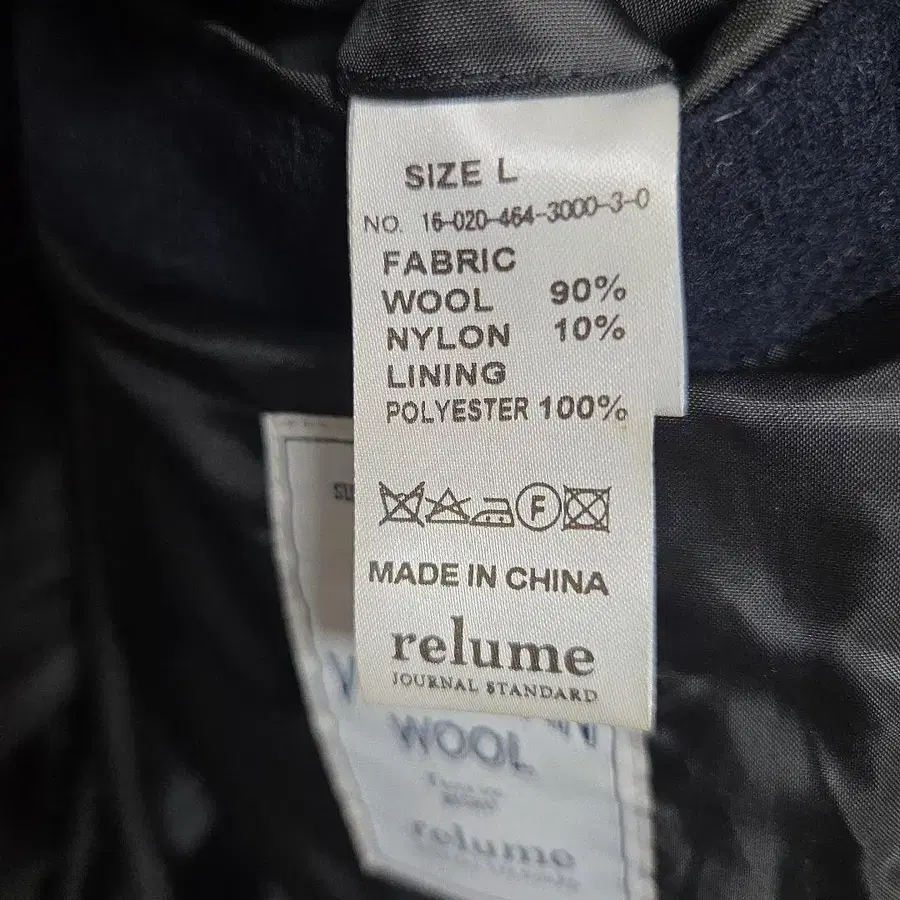 SIZE L
NO. 16-020-464-3000-3-0
FABRIC
WOOL 90%
NYLON 10%
LINING
POLYESTER 100%
F
MADE IN CHINA
relume
JOURNAL STANDARD
WOOL
relume